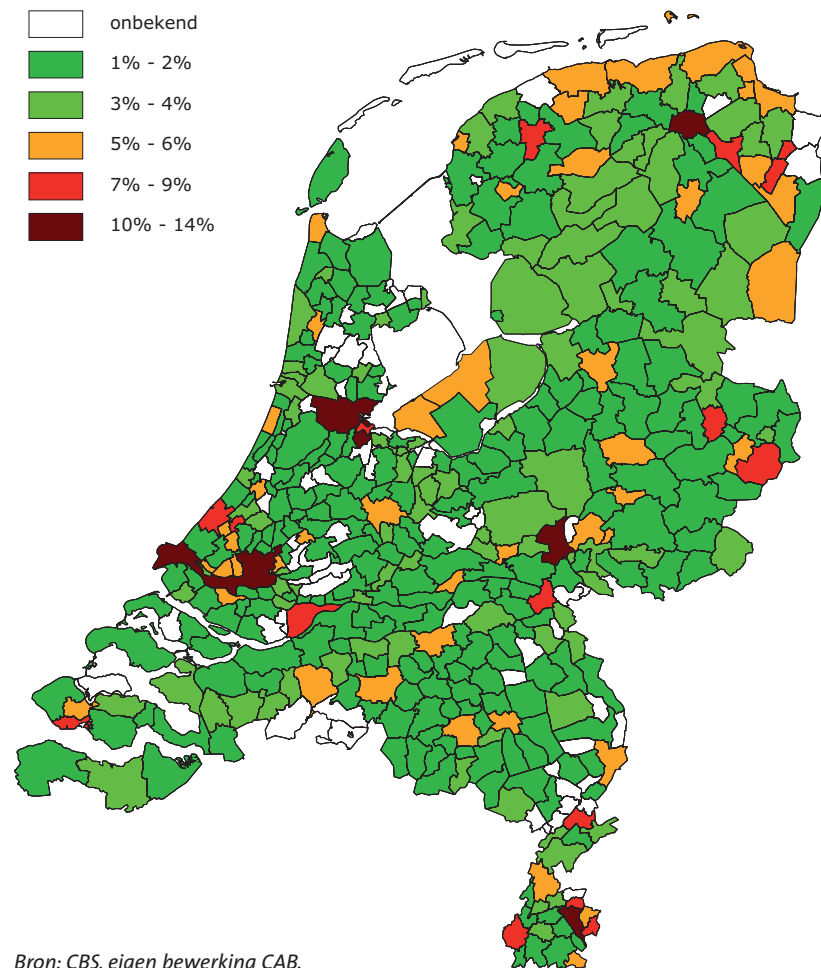 onbekend
1% - 2%
3% - 4%
5% - 6%
7% - 9%
10% - 14%
Bron: CBS, eigen bewerking CAB.